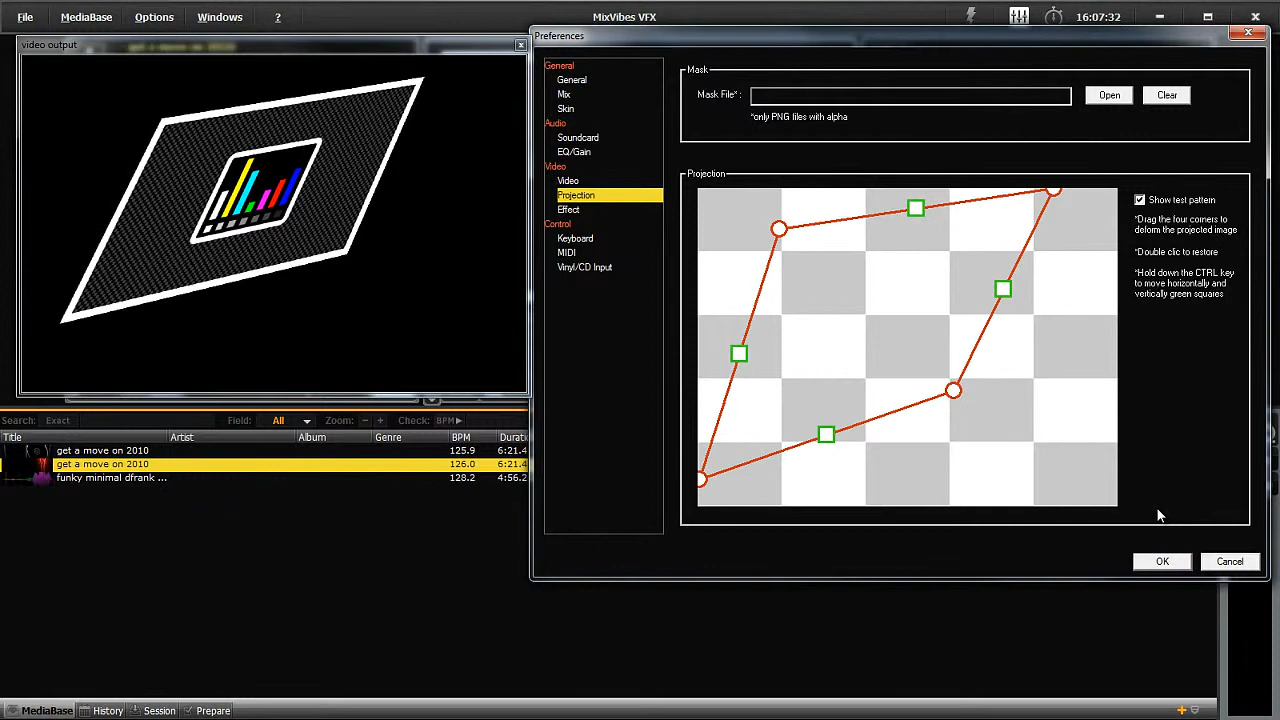 File MediaBase Options Windows ? MixVibes VFX 16:07:32
video output
Preferences
General
General
Mix
Skin
Audio
Soundcard
EQ/Gain
Video
Video
Projection
Effect
Control
Keyboard
MIDI
Vinyl/CD Input
Mask
Mask File* : Open Clear
*only PNG files with alpha
Projection
Show test pattern
*Drag the four corners to
deform the projected image
*Double clic to restore
*Hold down the CTRL key
to move horizontally and
vertically green squares
OK Cancel
Search: Exact Field: All Zoom: − + Check: BPM
Title Artist Album Genre BPM Durati
get a move on 2010 125.9 6:21.4
get a move on 2010 126.0 6:21.4
funky minimal dfrank ... 128.2 4:56.2
MediaBase History Session Prepare